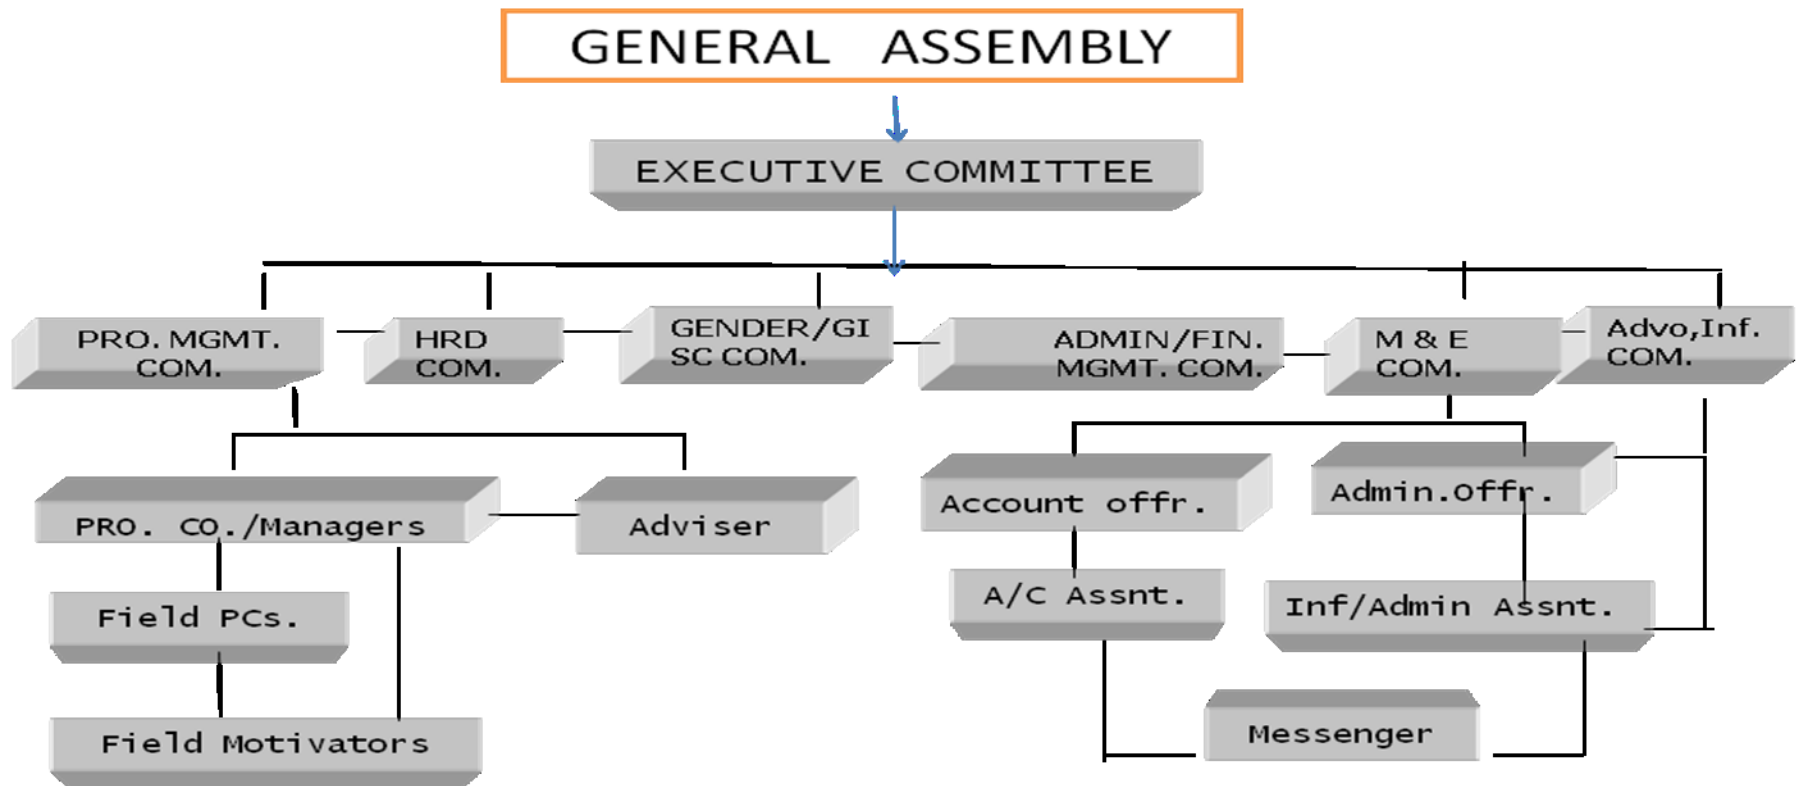 GENERAL ASSEMBLY
EXECUTIVE COMMITTEE
PRO. MGMT.
COM.
HRD
COM.
GENDER/GI
SC COM.
ADMIN/FIN.
MGMT. COM.
M & E
COM.
Advo,Inf.
COM.
PRO. CO./Managers
Adviser
Account offr.
Admin.Offr.
Field PCs.
A/C Assnt.
Inf/Admin Assnt.
Field Motivators
Messenger